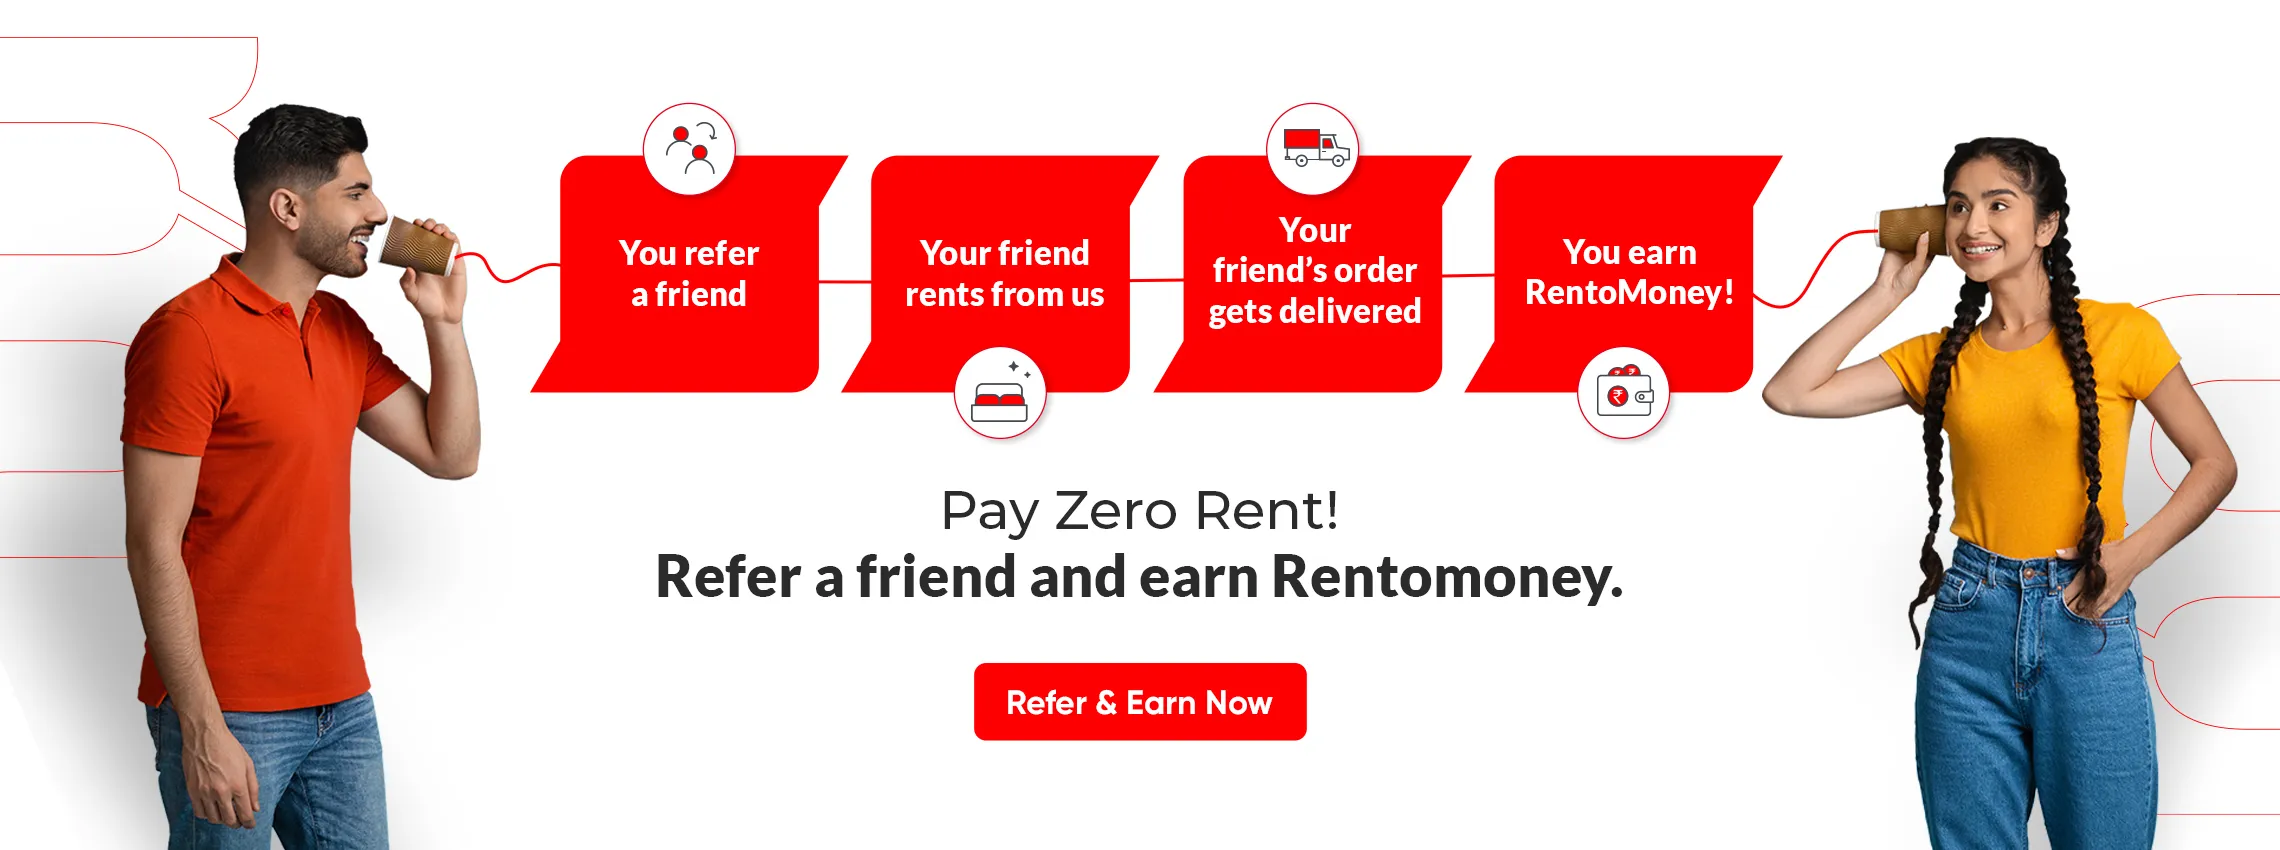 You refer
a friend
Your friend
rents from us
Your
friend’s order
gets delivered
You earn
RentoMoney!
Pay Zero Rent!
Refer a friend and earn Rentomoney.
Refer & Earn Now